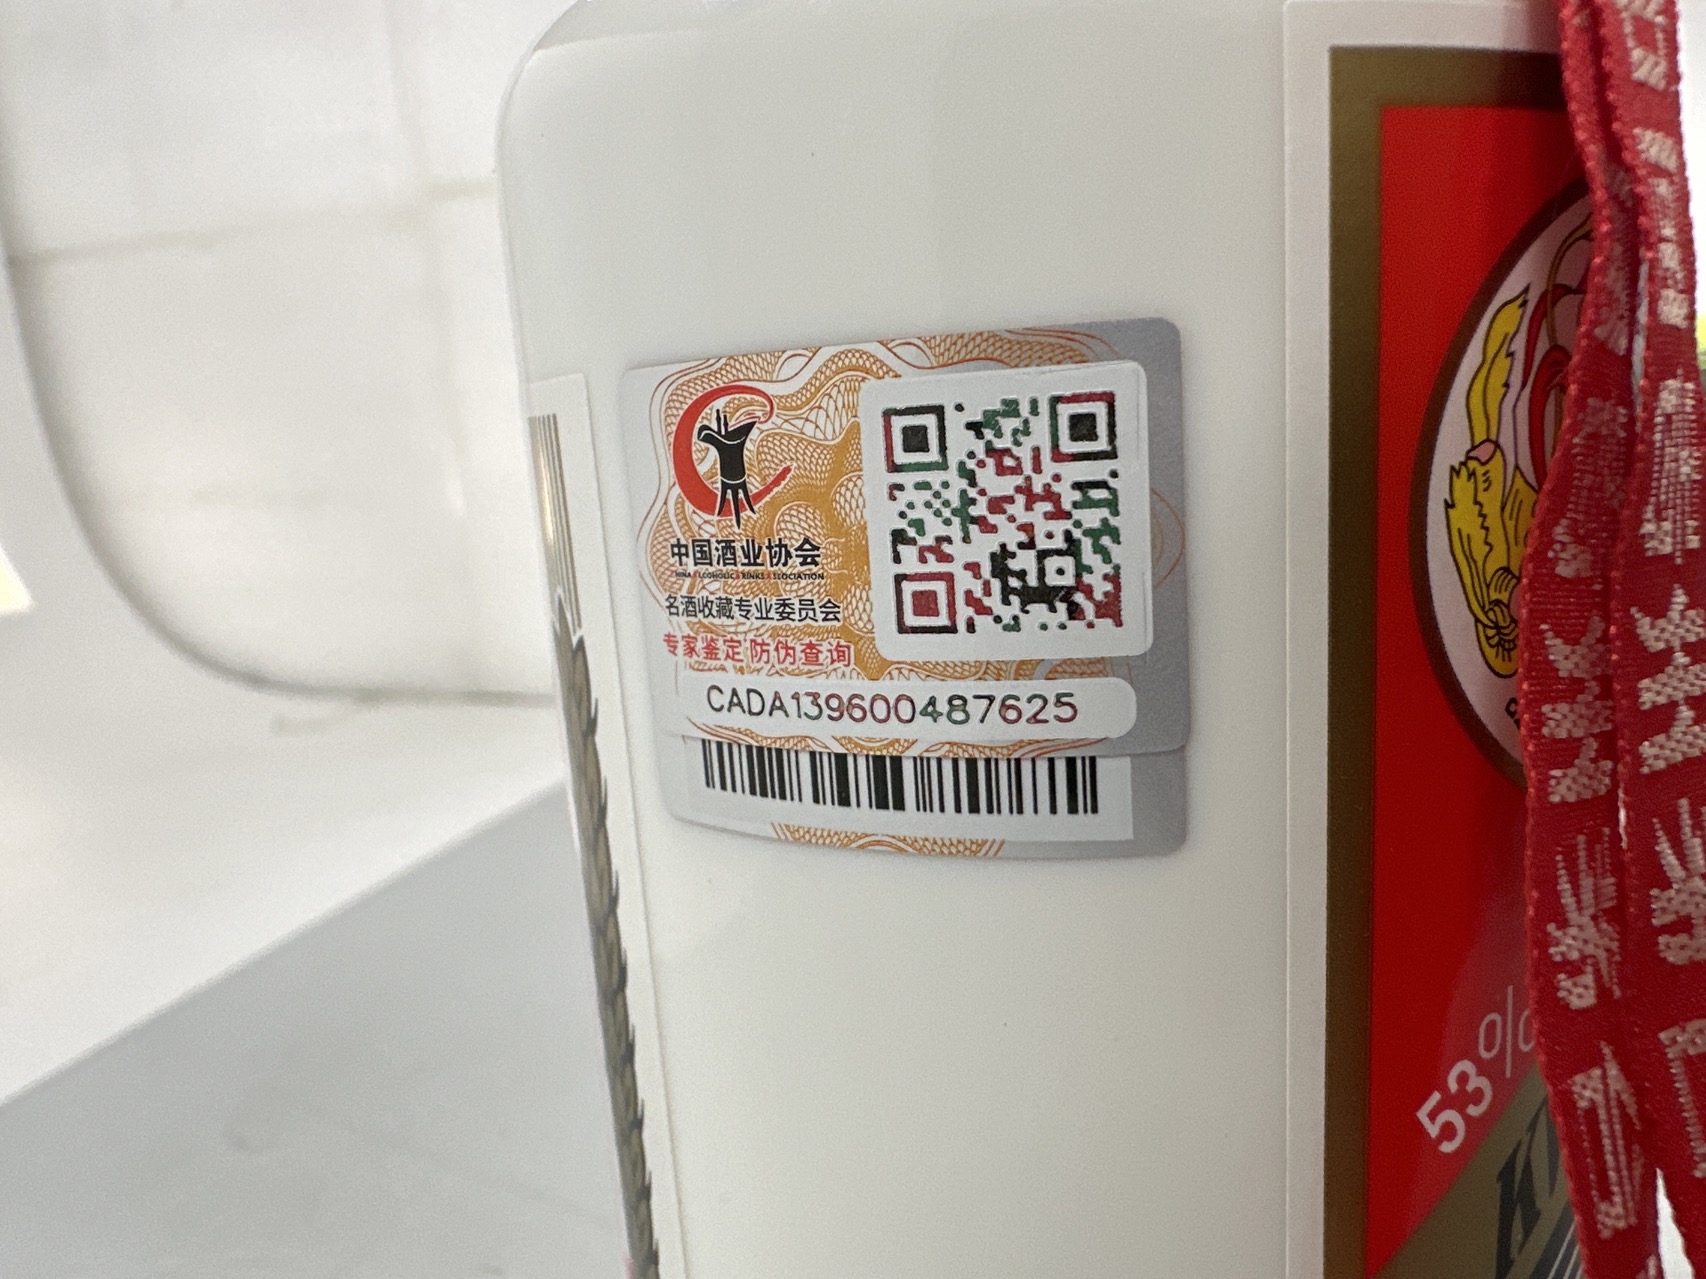 中国酒业协会
名酒收藏专业委员会
专家鉴定 防伪查询
CADA139600487625
53%